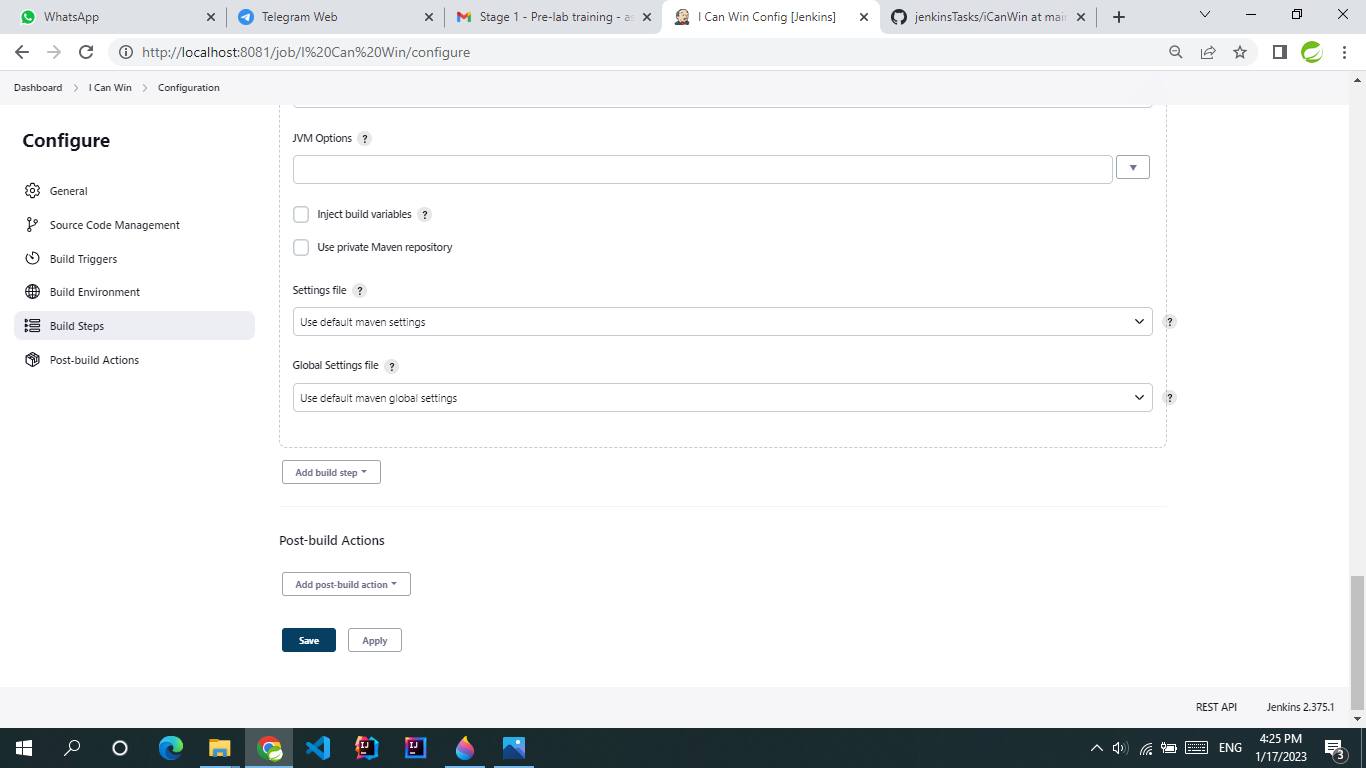 WhatsApp
Telegram Web
Stage 1 - Pre-lab training - a
I Can Win Config [Jenkins]
jenkinsTasks/iCanWin at mai
http://localhost:8081/job/I%20Can%20Win/configure
Dashboard
I Can Win
Configuration
Configure
General
Source Code Management
Build Triggers
Build Environment
Build Steps
Post-build Actions
JVM Options ?
Inject build variables ?
Use private Maven repository
Settings file ?
Use default maven settings
?
Global Settings file ?
Use default maven global settings
?
Add build step
Post-build Actions
Add post-build action
Save
Apply
REST API
Jenkins 2.375.1
IJ
IJ
ENG
4:25 PM
1/17/2023
3